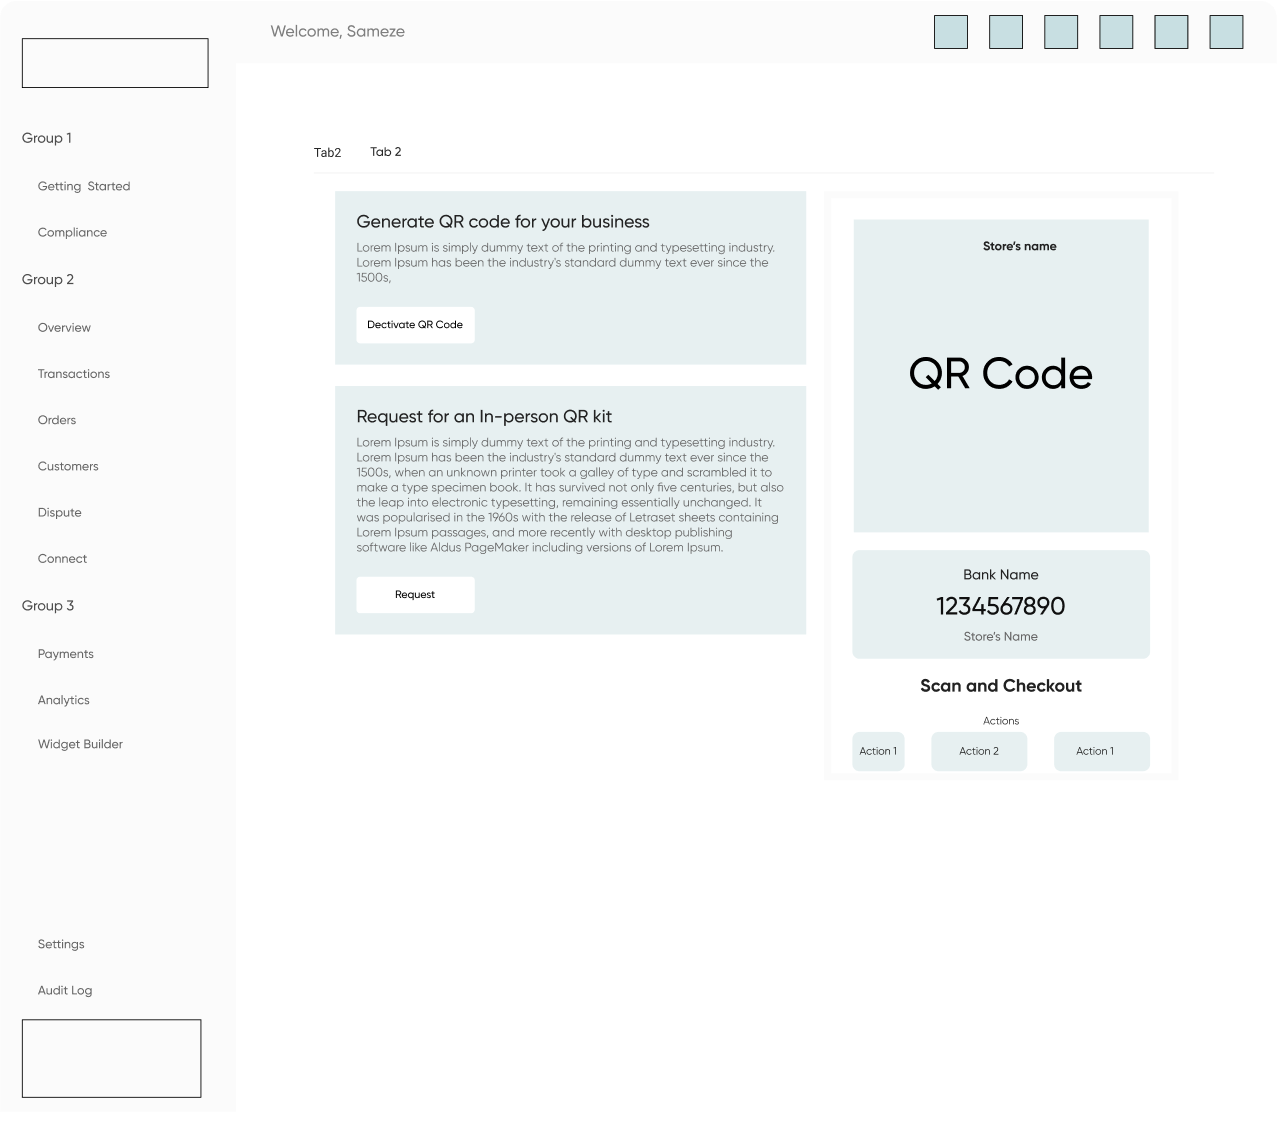 Welcome, Sameze
Group 1
Getting  Started
Compliance
Group 2
Overview
Transactions
Orders
Customers
Dispute
Connect
Group 3
Payments
Analytics
Widget Builder
Settings
Audit Log
Tab2
Tab 2
Generate QR code for your business
Lorem Ipsum is simply dummy text of the printing and typesetting industry.
Lorem Ipsum has been the industry's standard dummy text ever since the
1500s,
Dectivate QR Code
Request for an In-person QR kit
Lorem Ipsum is simply dummy text of the printing and typesetting industry.
Lorem Ipsum has been the industry's standard dummy text ever since the
1500s, when an unknown printer took a galley of type and scrambled it to
make a type specimen book. It has survived not only five centuries, but also
the leap into electronic typesetting, remaining essentially unchanged. It
was popularised in the 1960s with the release of Letraset sheets containing
Lorem Ipsum passages, and more recently with desktop publishing
software like Aldus PageMaker including versions of Lorem Ipsum.
Request
Store's name
QR Code
Bank Name
1234567890
Store's Name
Scan and Checkout
Actions
Action 1
Action 2
Action 1